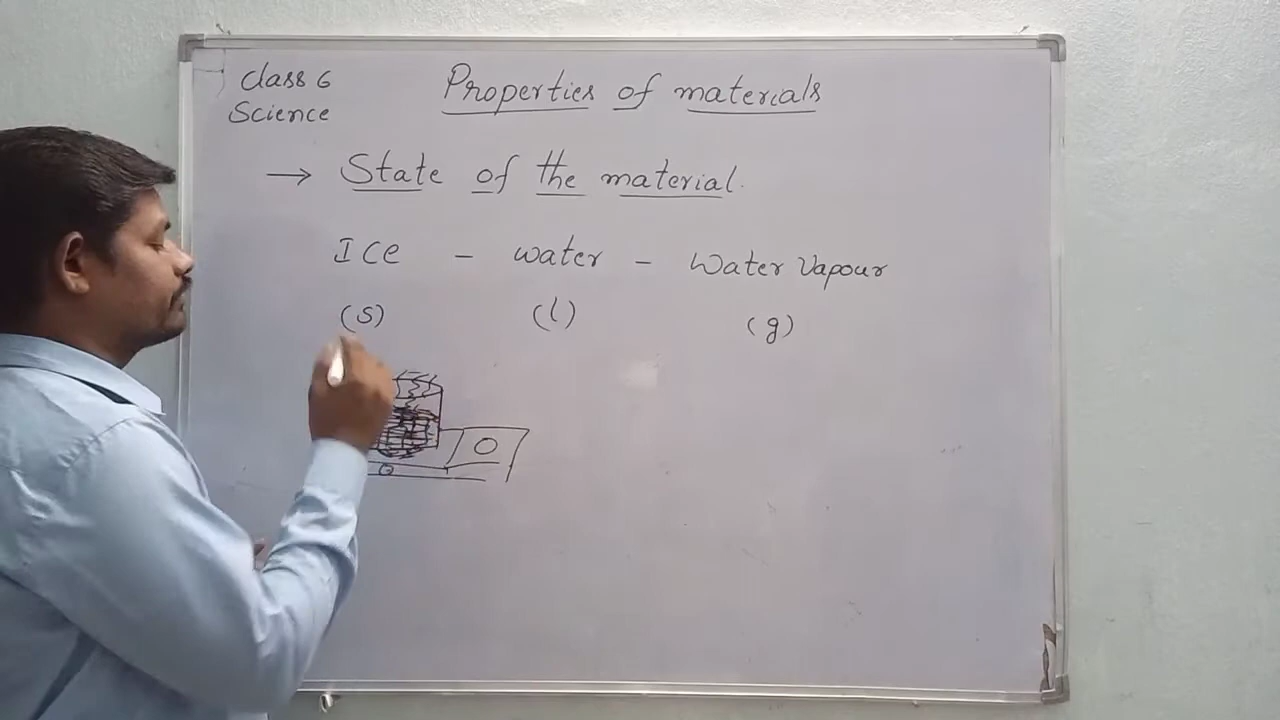 Class 6
Science
Properties of materials
→ State of the material.
ICe - water - Water Vapour
(s) (l) (g)